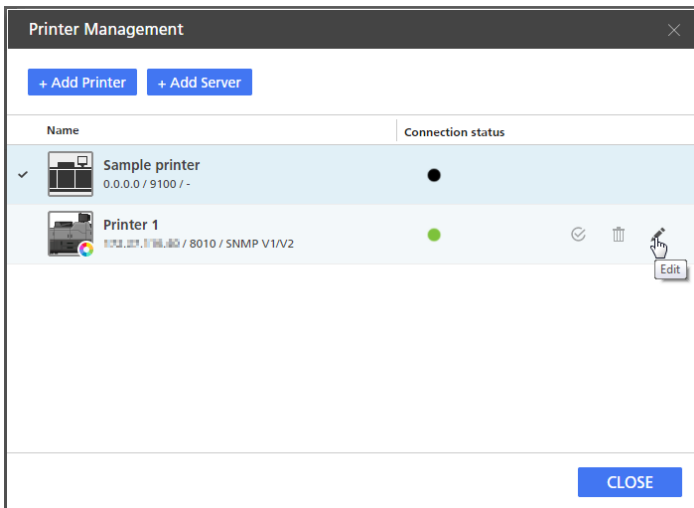 Printer Management
+ Add Printer
+ Add Server
Name
Connection status
Sample printer
0.0.0.0 / 9100 / -
Printer 1
/ 8010 / SNMP V1/V2
Edit
CLOSE